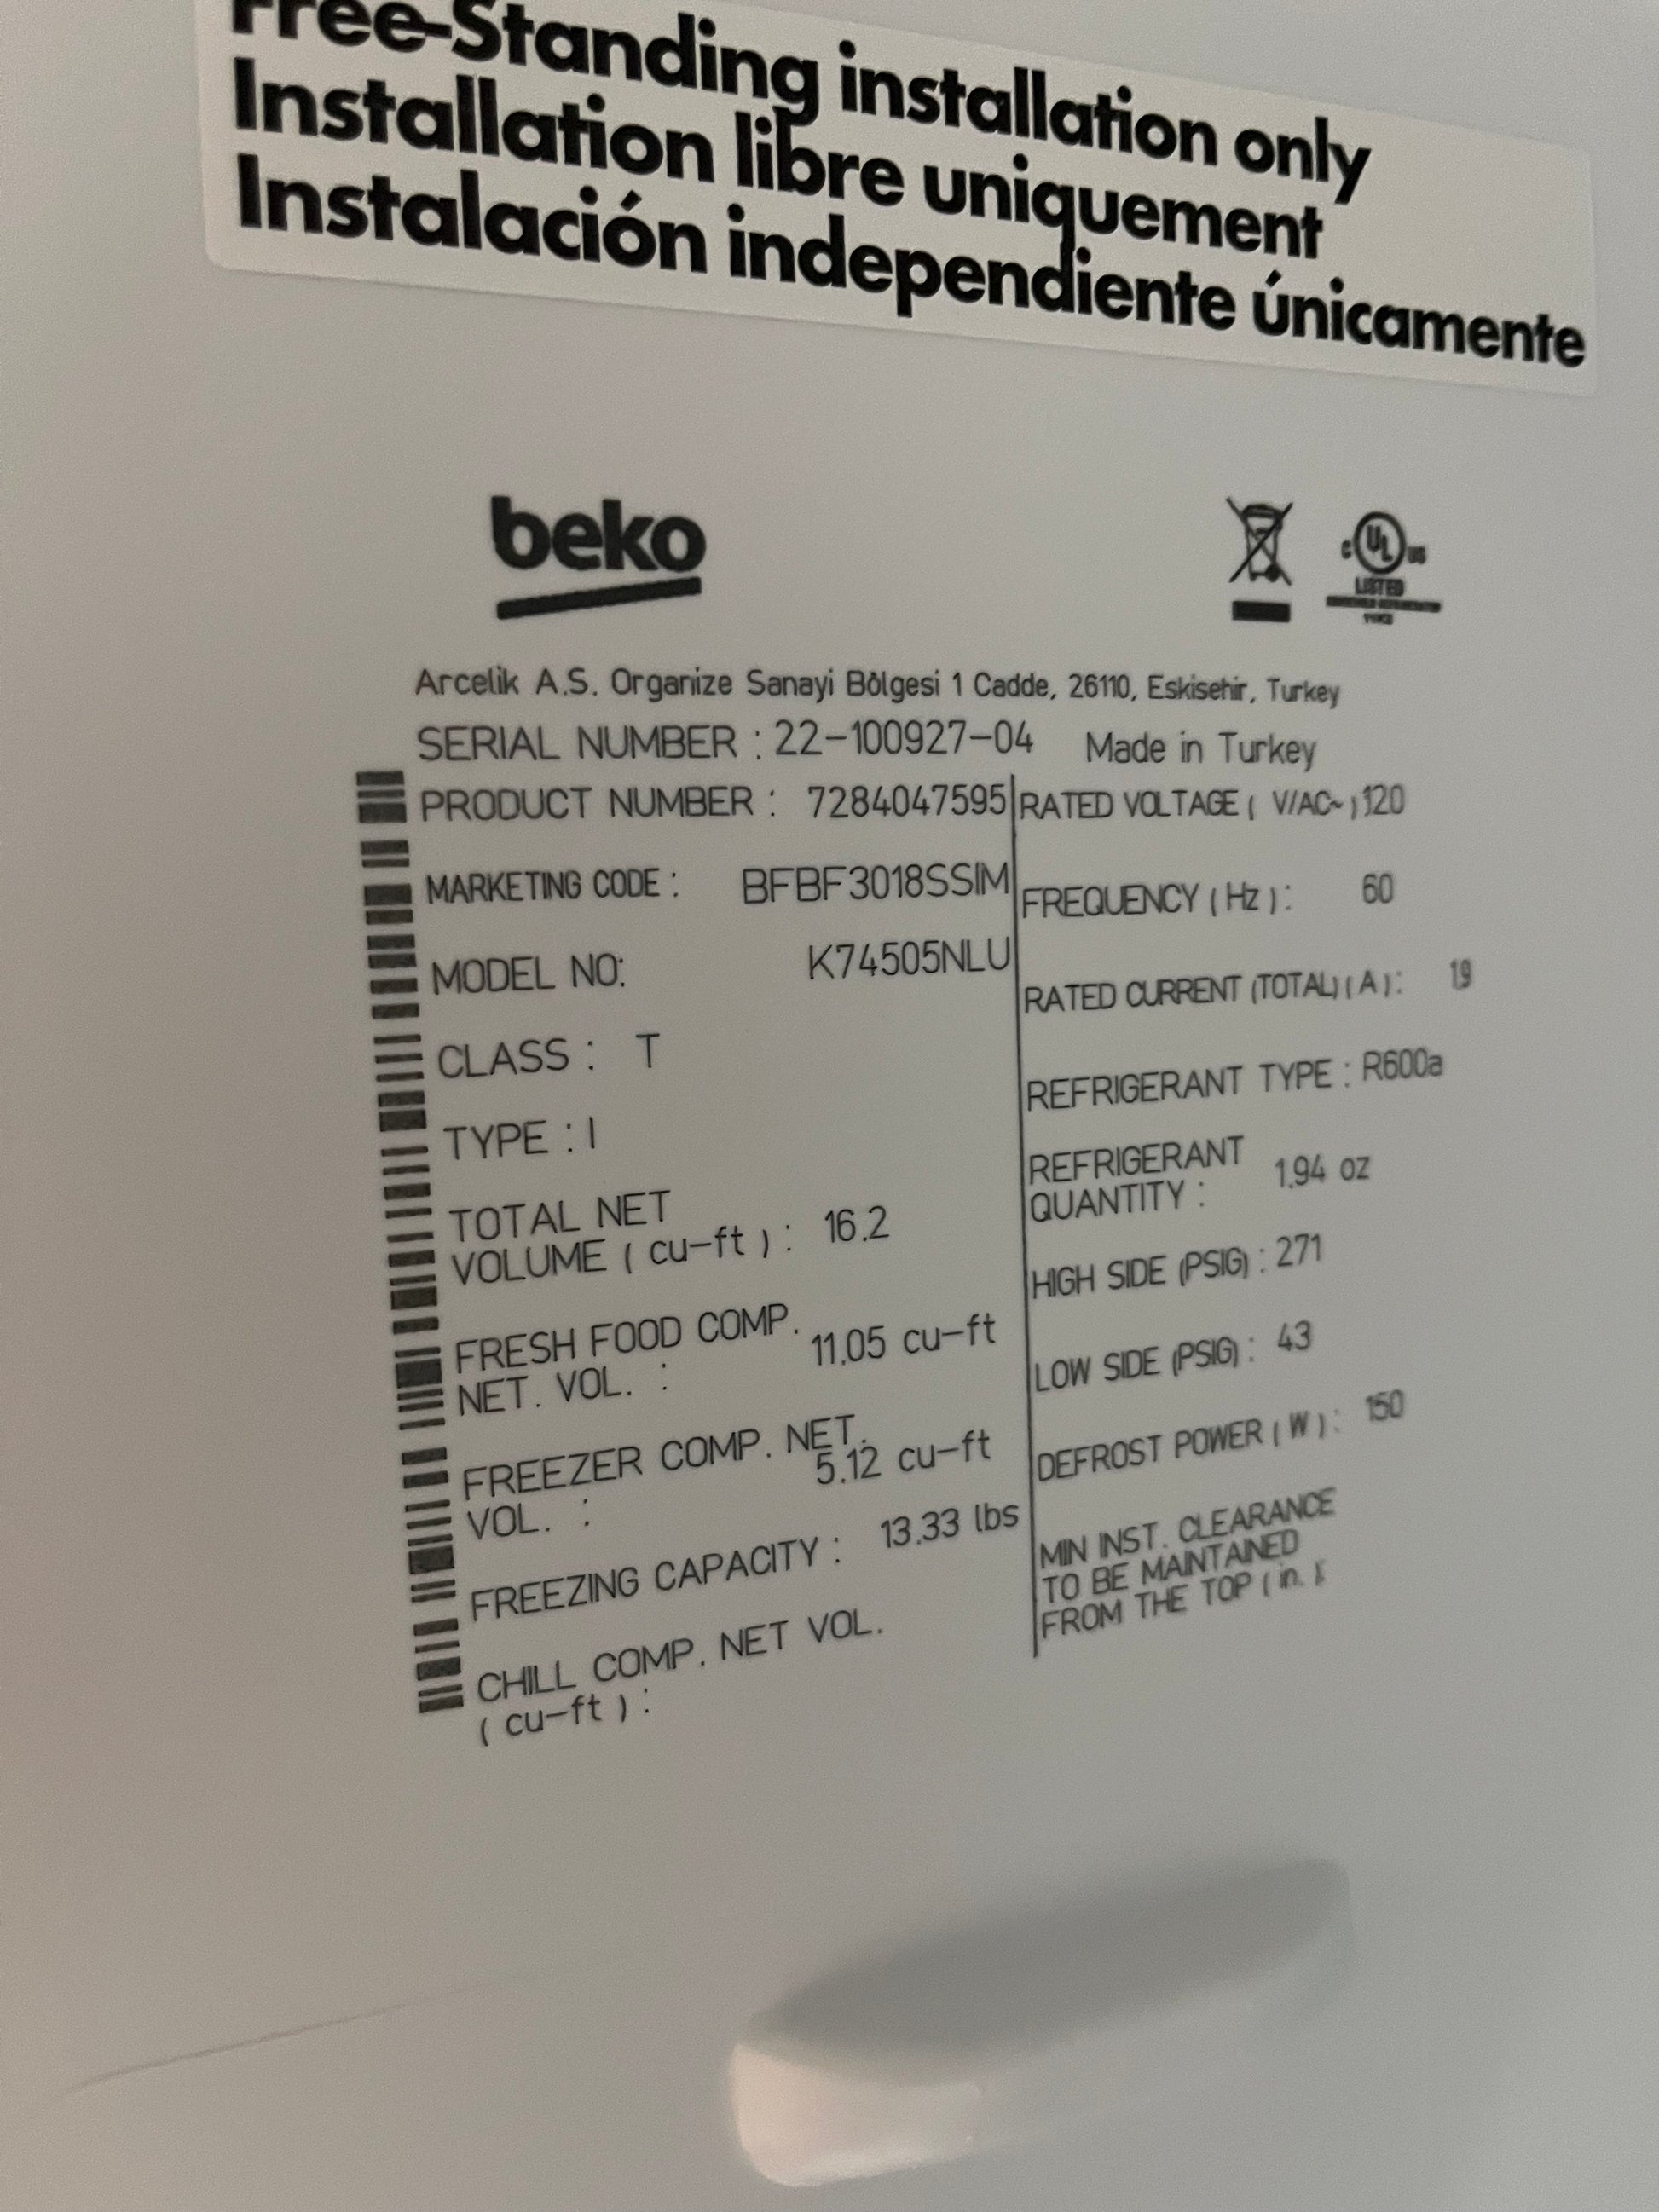 Free-Standing installation only
Installation libre uniquement
Instalación independiente únicamente
beko
C UL US
LISTED
Arcelik A.S. Organize Sanayi Bölgesi 1 Cadde, 26110, Eskisehir, Turkey
SERIAL NUMBER : 22-100927-04 Made in Turkey
PRODUCT NUMBER : 7284047595
MARKETING CODE : BFBF3018SSIM
MODEL NO: K74505NLU
CLASS : T
TYPE : I
TOTAL NET
VOLUME ( cu-ft ) : 16.2
FRESH FOOD COMP.
NET. VOL. : 11.05 cu-ft
FREEZER COMP. NET.
VOL. : 5.12 cu-ft
FREEZING CAPACITY : 13.33 lbs
CHILL COMP. NET VOL.
( cu-ft ) :
RATED VOLTAGE ( V/AC~ ) 120
FREQUENCY ( Hz ) : 60
RATED CURRENT (TOTAL) ( A ) : 1.9
REFRIGERANT TYPE : R600a
REFRIGERANT
QUANTITY : 1.94 oz
HIGH SIDE (PSIG) : 271
LOW SIDE (PSIG) : 43
DEFROST POWER ( W ) : 150
MIN INST. CLEARANCE
TO BE MAINTAINED
FROM THE TOP ( in. ):